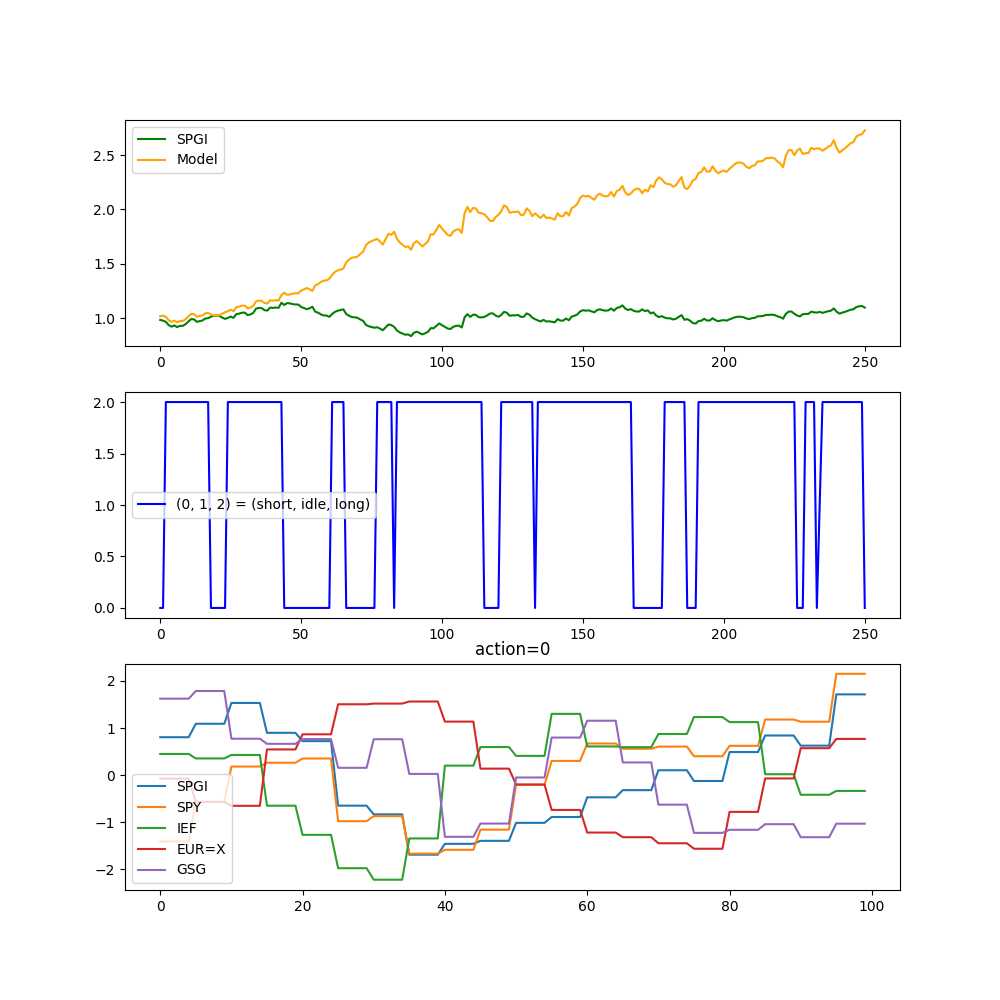 SPGI
Model
2.5
2.0
1.5
1.0
0 50 100 150 200 250
2.0
1.5
1.0
0.5
0.0
(0, 1, 2) = (short, idle, long)
0 50 100 150 200 250
action=0
2
1
0
−1
−2
SPGI
SPY
IEF
EUR=X
GSG
0 20 40 60 80 100